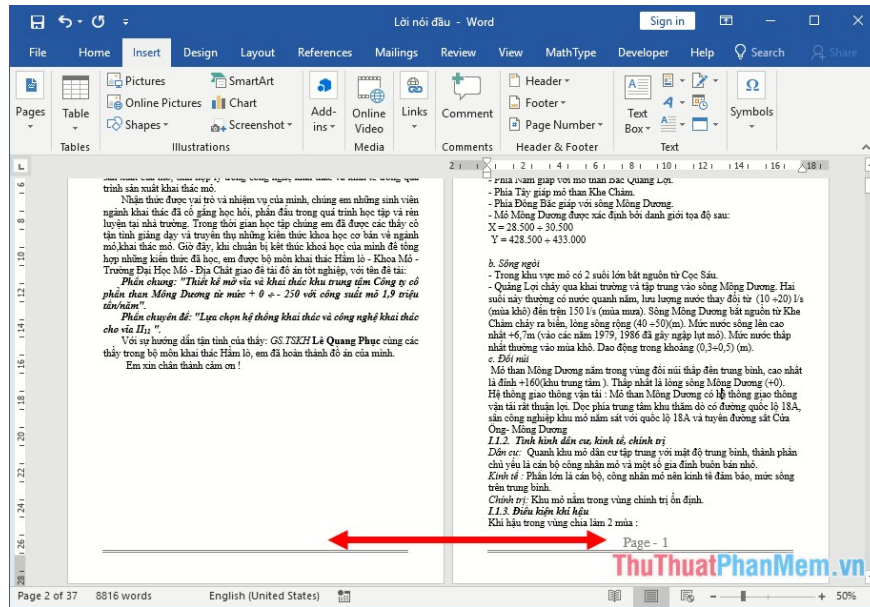 Lời nói đầu - Word
Sign in
File Home Insert Design Layout References Mailings Review View MathType Developer Help Search Share
Pages
Table
Pictures
Online Pictures
Shapes
SmartArt
Chart
Screenshot
Add-
ins
Online
Video
Links
Comment
Header
Footer
Page Number
Text
Box
Symbols
Tables Illustrations Media Comments Header & Footer Text
trình sản xuất khai thác mỏ.
Nhận thức được vai trò và nhiệm vụ của mình, chúng em những sinh viên
ngành khai thác đã cố gắng học hỏi, phấn đấu trong quá trình học tập và rèn
luyện tại nhà trường. Trong thời gian học tập chúng em đã được các thầy cô
tận tình giảng dạy và truyền thụ những kiến thức khoa học cơ bản về ngành
mỏ,khai thác mỏ. Giờ đây, khi chuẩn bị kết thúc khoá học của mình để tổng
hợp những kiến thức đã học, em được bộ môn khai thác Hầm lò - Khoa Mỏ -
Trường Đại Học Mỏ - Địa Chất giao đề tài đồ án tốt nghiệp, với tên đề tài:
Phần chung: "Thiết kế mở vỉa và khai thác khu trung tâm Công ty cổ
phần than Mông Dương từ mức + 0 ÷ - 250 với công suất mỏ 1,9 triệu
tấn/năm".
Phần chuyên đề: "Lựa chọn hệ thống khai thác và công nghệ khai thác
cho vỉa II11 ".
Với sự hướng dẫn tận tình của thầy: GS.TSKH Lê Quang Phục cùng các
thầy trong bộ môn khai thác Hầm lò, em đã hoàn thành đồ án của mình.
Em xin chân thành cảm ơn !
- Phía Nam giáp với mỏ than Bắc Quảng Lợi.
- Phía Tây giáp mỏ than Khe Chàm.
- Phía Đông Bắc giáp với sông Mông Dương.
- Mỏ Mông Dương được xác định bởi danh giới tọa độ sau:
X = 28.500 ÷ 30.500
Y = 428.500 ÷ 433.000
b. Sông ngòi
- Trong khu vực mỏ có 2 suối lớn bắt nguồn từ Cọc Sáu.
- Quảng Lợi chảy qua khai trường và tập trung vào sông Mông Dương. Hai
suối này thường có nước quanh năm, lưu lượng nước thay đổi từ (10 ÷20) l/s
(mùa khô) đến trên 150 l/s (mùa mưa). Sông Mông Dương bắt nguồn từ Khe
Chàm chảy ra biển, lòng sông rộng (40 ÷50)(m). Mức nước sông lên cao
nhất +6,7m (vào các năm 1979, 1986 đã gây ngập lụt mỏ). Mức nước thấp
nhất thường vào mùa khô. Dao động trong khoảng (0,3÷0,5) (m).
c. Đồi núi
Mỏ than Mông Dương nằm trong vùng đồi núi thấp đến trung bình, cao nhất
là đỉnh +160(khu trung tâm ). Thấp nhất là lòng sông Mông Dương (+0).
Hệ thống giao thông vận tải : Mỏ than Mông Dương có hệ thống giao thông
vận tải rất thuận lợi. Dọc phía trung tâm khu thăm dò có đường quốc lộ 18A,
sân công nghiệp khu mỏ nằm sát với quốc lộ 18A và tuyến đường sắt Cửa
Ông- Mông Dương
I.1.2. Tình hình dân cư, kinh tế, chính trị
Dân cư: Quanh khu mỏ dân cư tập trung với mật độ trung bình, thành phần
chủ yếu là cán bộ công nhân mỏ và một số gia đình buôn bán nhỏ.
Kinh tế : Phần lớn là cán bộ, công nhân mỏ nên kinh tế đảm bảo, mức sống
trên trung bình.
Chính trị: Khu mỏ nằm trong vùng chính trị ổn định.
I.1.3. Điều kiện khí hậu
Khí hậu trong vùng chia làm 2 mùa :
Page - 1
ThuThuatPhanMem.vn
Page 2 of 37 8816 words English (United States) 50%